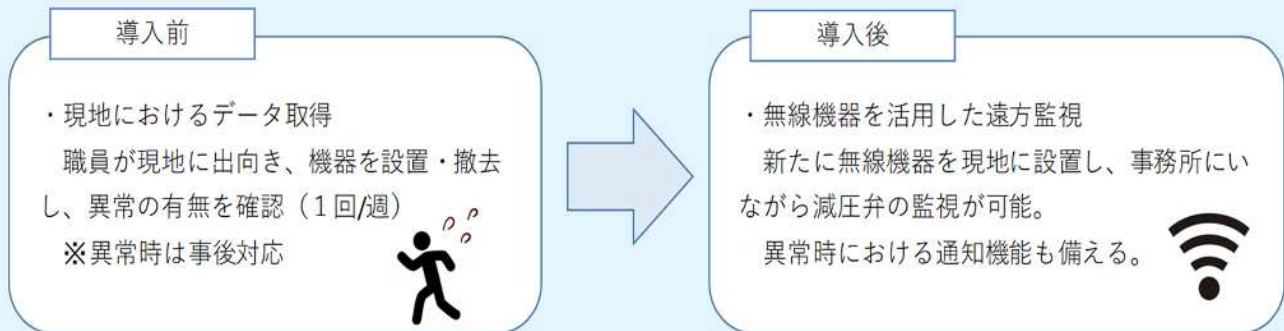 導入前
・現地におけるデータ取得
職員が現地に出向き、機器を設置・撤去
し、異常の有無を確認（１回/週）
※異常時は事後対応
導入後
・無線機器を活用した遠方監視
新たに無線機器を現地に設置し、事務所にい
ながら減圧弁の監視が可能。
異常時における通知機能も備える。